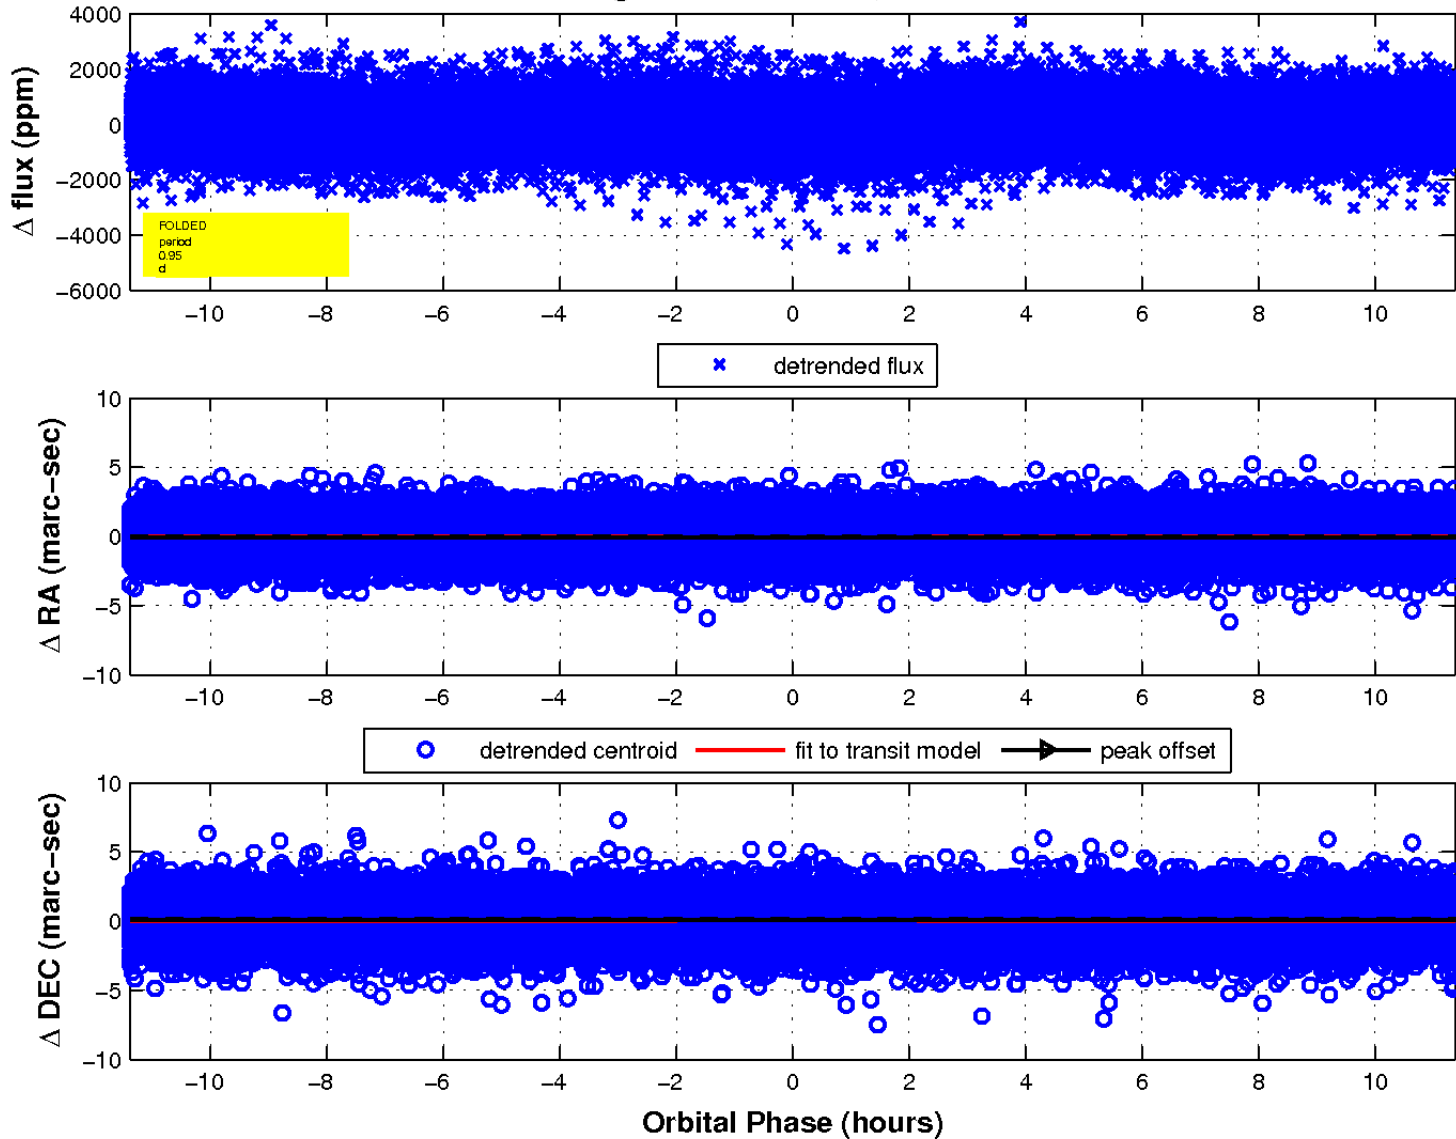 4000
2000
0
−2000
−4000
−6000
Δ flux (ppm)
FOLDED
period
0.95
d
−10 −8 −6 −4 −2 0 2 4 6 8 10
detrended flux
10
5
0
−5
−10
Δ RA (marc−sec)
−10 −8 −6 −4 −2 0 2 4 6 8 10
detrended centroid fit to transit model peak offset
10
5
0
−5
−10
Δ DEC (marc−sec)
−10 −8 −6 −4 −2 0 2 4 6 8 10
Orbital Phase (hours)